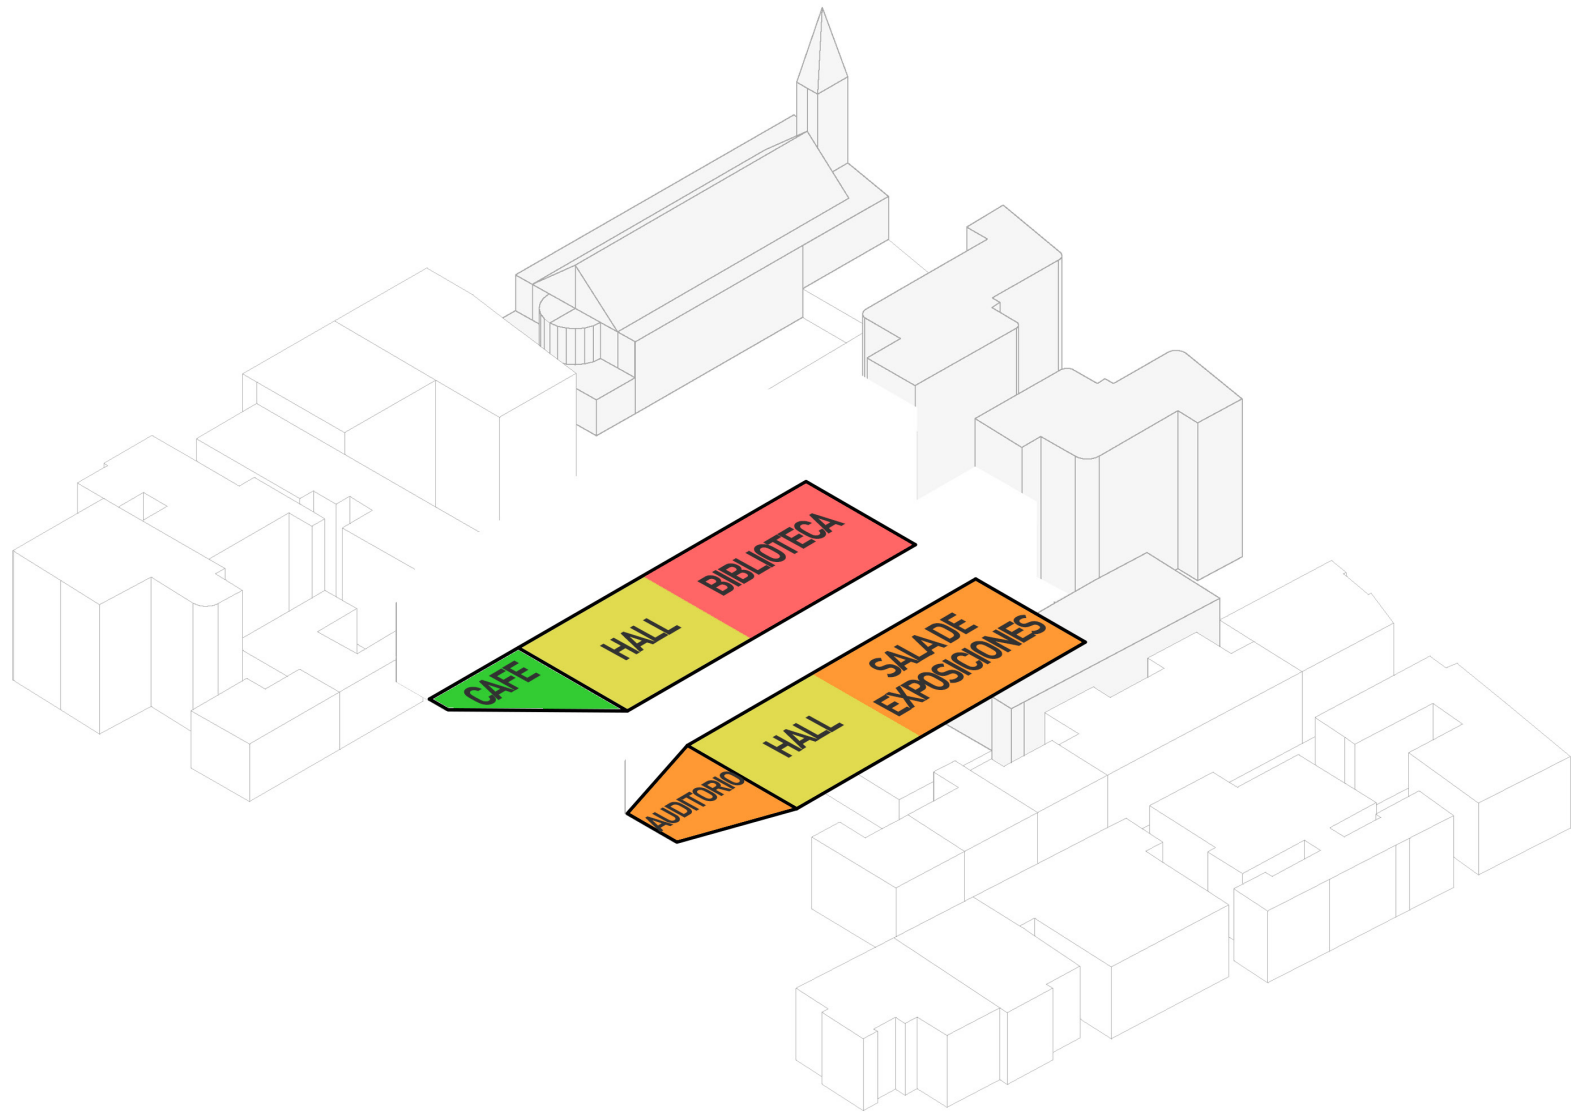 BIBLIOTECA
HALL
CAFE
SALA DE
EXPOSICIONES
HALL
AUDITORIO